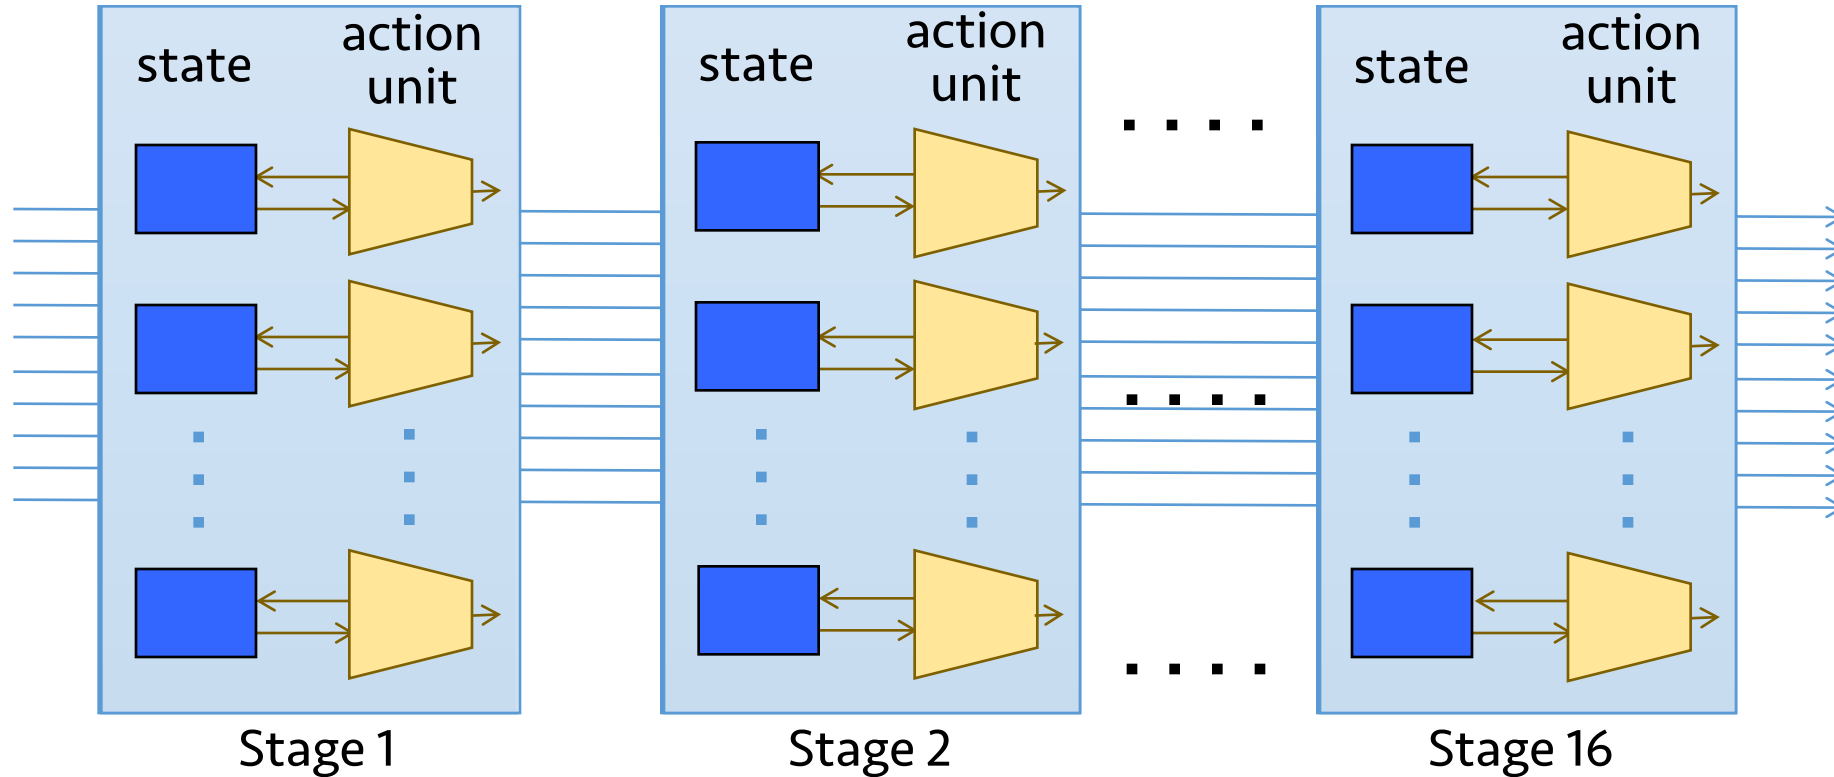 state
action
unit
state
action
unit
state
action
unit
Stage 1
Stage 2
Stage 16